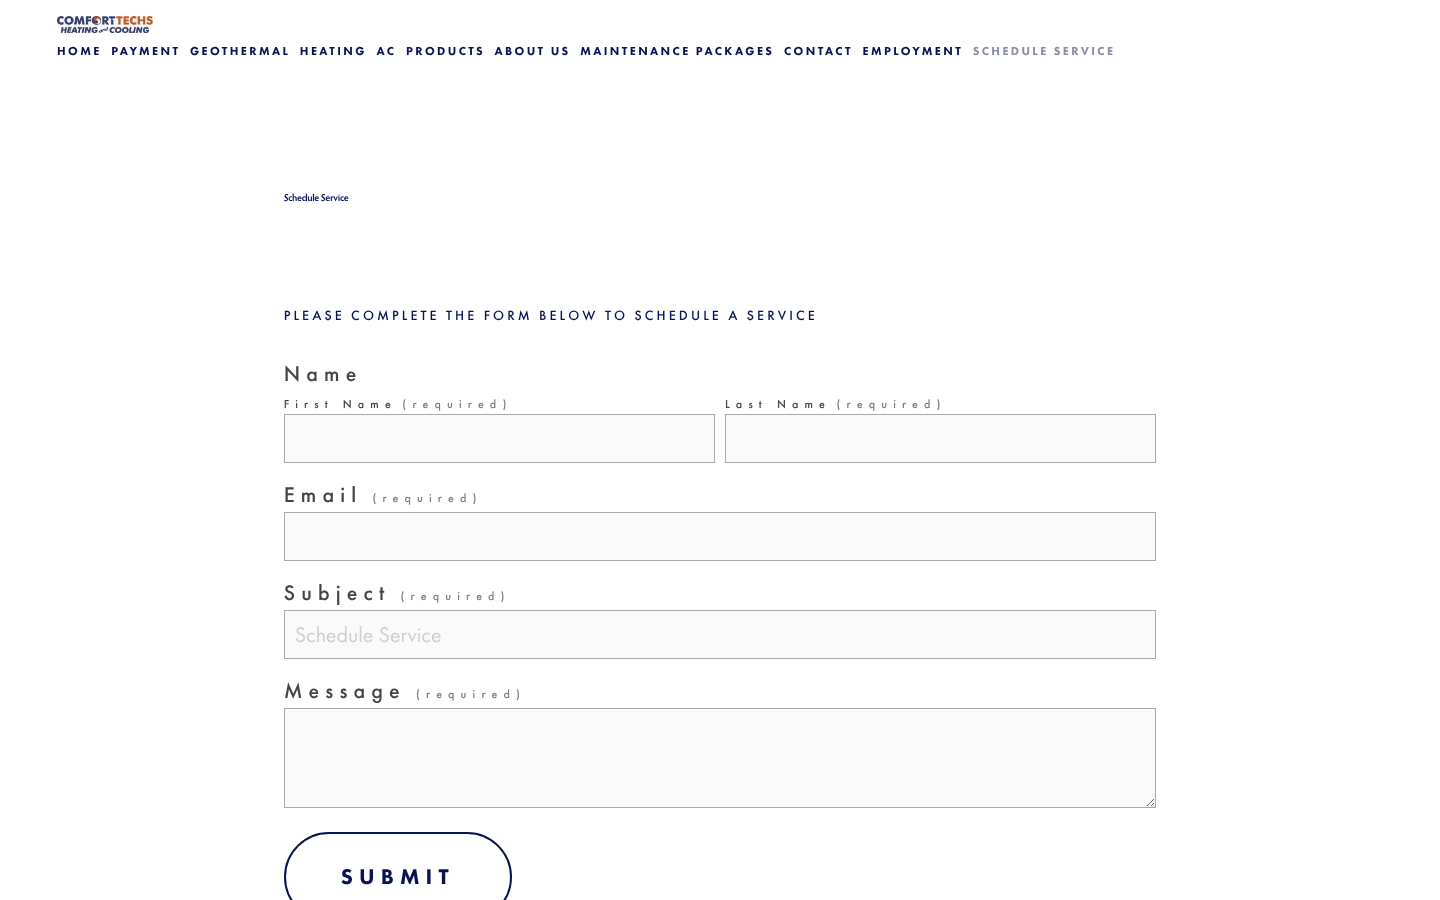 COMFORT TECHS
HEATING and COOLING
HOME PAYMENT GEOTHERMAL HEATING AC PRODUCTS ABOUT US MAINTENANCE PACKAGES CONTACT EMPLOYMENT SCHEDULE SERVICE
Schedule Service
PLEASE COMPLETE THE FORM BELOW TO SCHEDULE A SERVICE
Name
First Name (required) Last Name (required)
Email (required)
Subject (required)
Schedule Service
Message (required)
SUBMIT